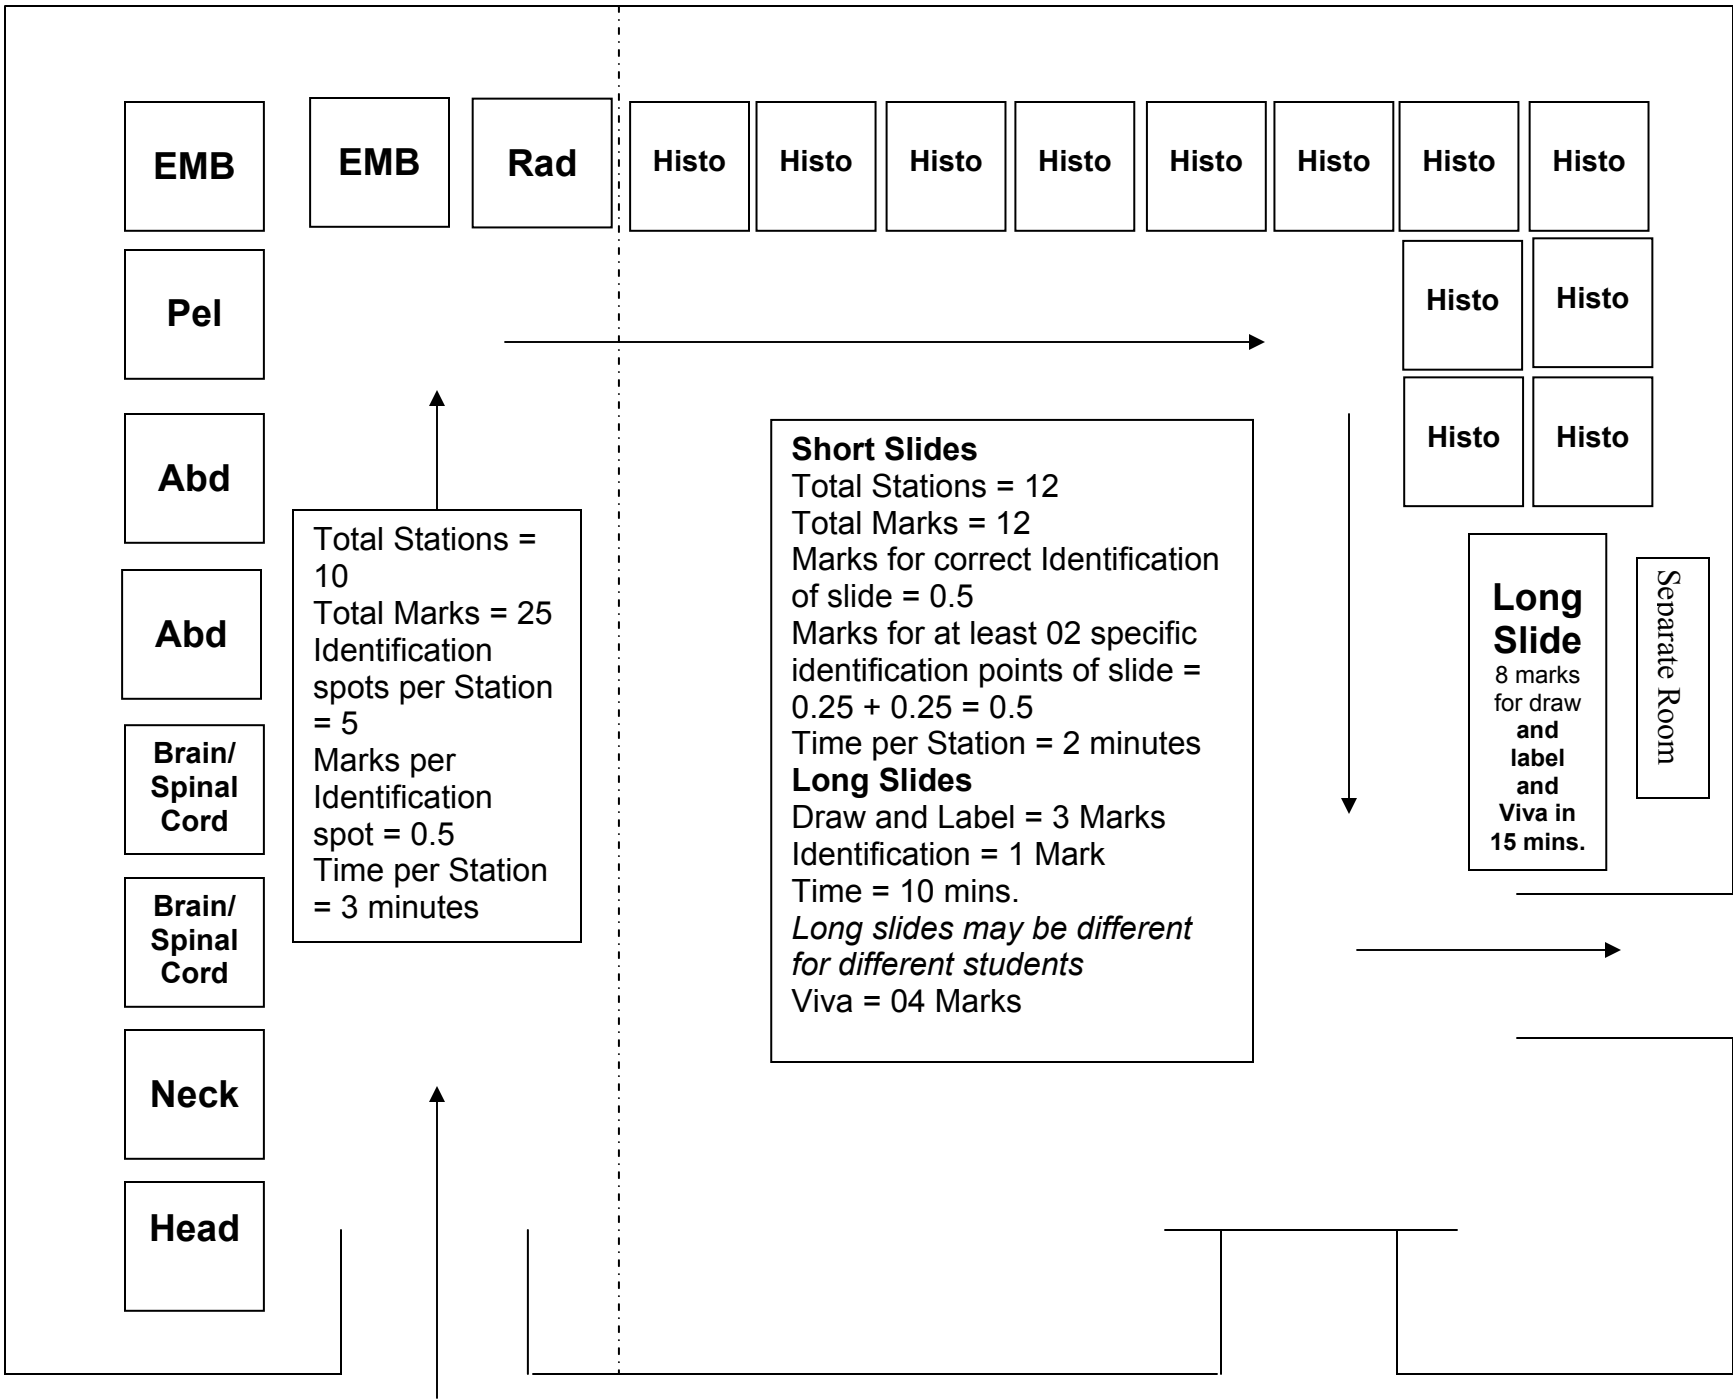 EMB
EMB
Rad
Histo
Histo
Histo
Histo
Histo
Histo
Histo
Histo
Pel
Histo
Histo
Abd
Histo
Histo
Abd
Brain/
Spinal
Cord
Brain/
Spinal
Cord
Neck
Head
Total Stations =
10
Total Marks = 25
Identification
spots per Station
= 5
Marks per
Identification
spot = 0.5
Time per Station
= 3 minutes
Short Slides
Total Stations = 12
Total Marks = 12
Marks for correct Identification
of slide = 0.5
Marks for at least 02 specific
identification points of slide =
0.25 + 0.25 = 0.5
Time per Station = 2 minutes
Long Slides
Draw and Label = 3 Marks
Identification = 1 Mark
Time = 10 mins.
Long slides may be different
for different students
Viva = 04 Marks
Long
Slide
8 marks
for draw
and
label
and
Viva in
15 mins.
Separate Room